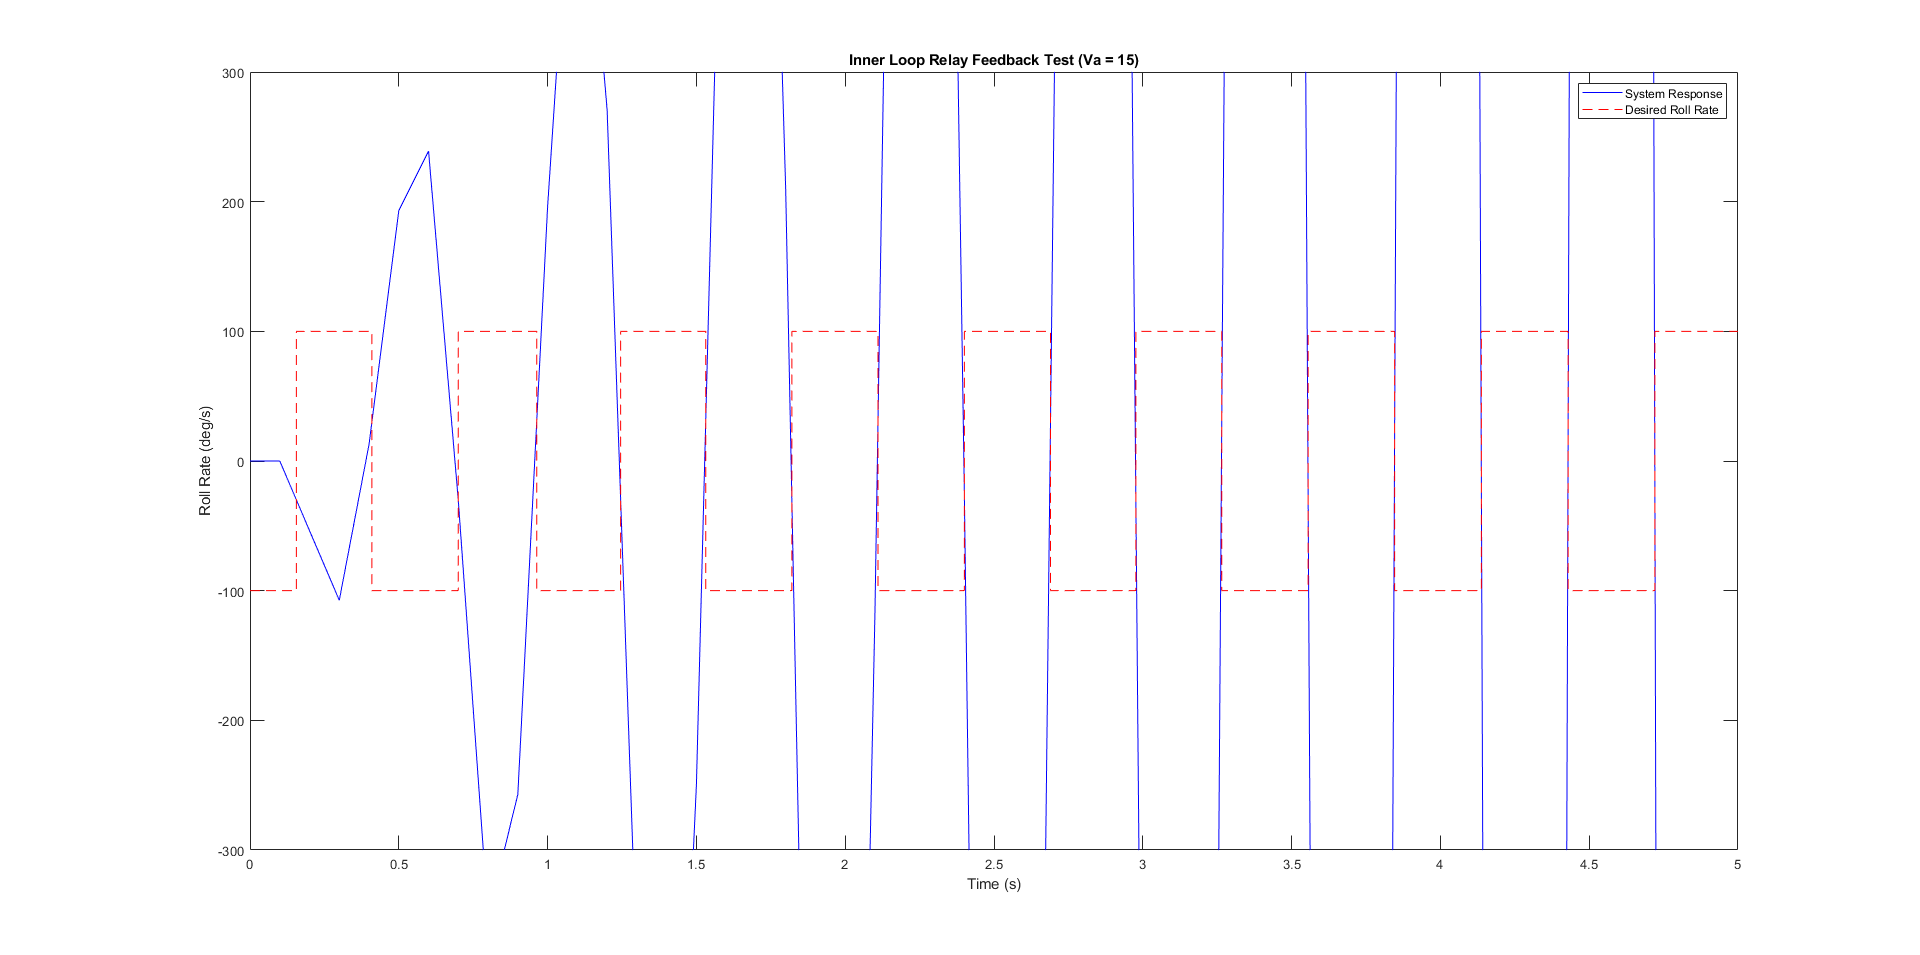 Inner Loop Relay Feedback Test (Va = 15)
System Response
Desired Roll Rate
Roll Rate (deg/s)
300
200
100
0
-100
-200
-300
0 0.5 1 1.5 2 2.5 3 3.5 4 4.5 5
Time (s)